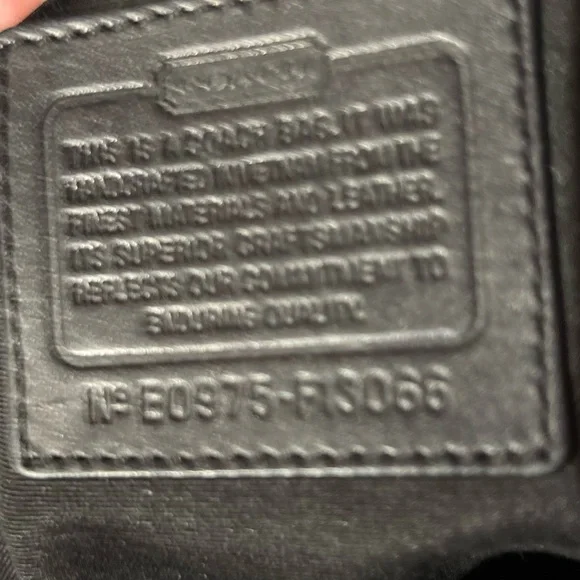 THIS IS A COACH BAG. IT WAS
HANDCRAFTED IN VIETNAM FROM THE
FINEST MATERIALS AND LEATHER.
ITS SUPERIOR CRAFTSMANSHIP
REFLECTS OUR COMMITMENT TO
ENDURING QUALITY.
Nº E0975-F13066